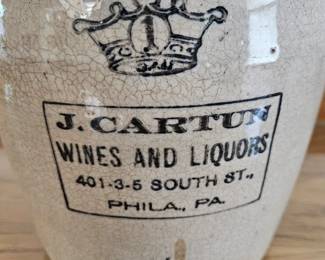 1
J. CARTUN
WINES AND LIQUORS
401-3-5 SOUTH ST.,
PHILA., PA.